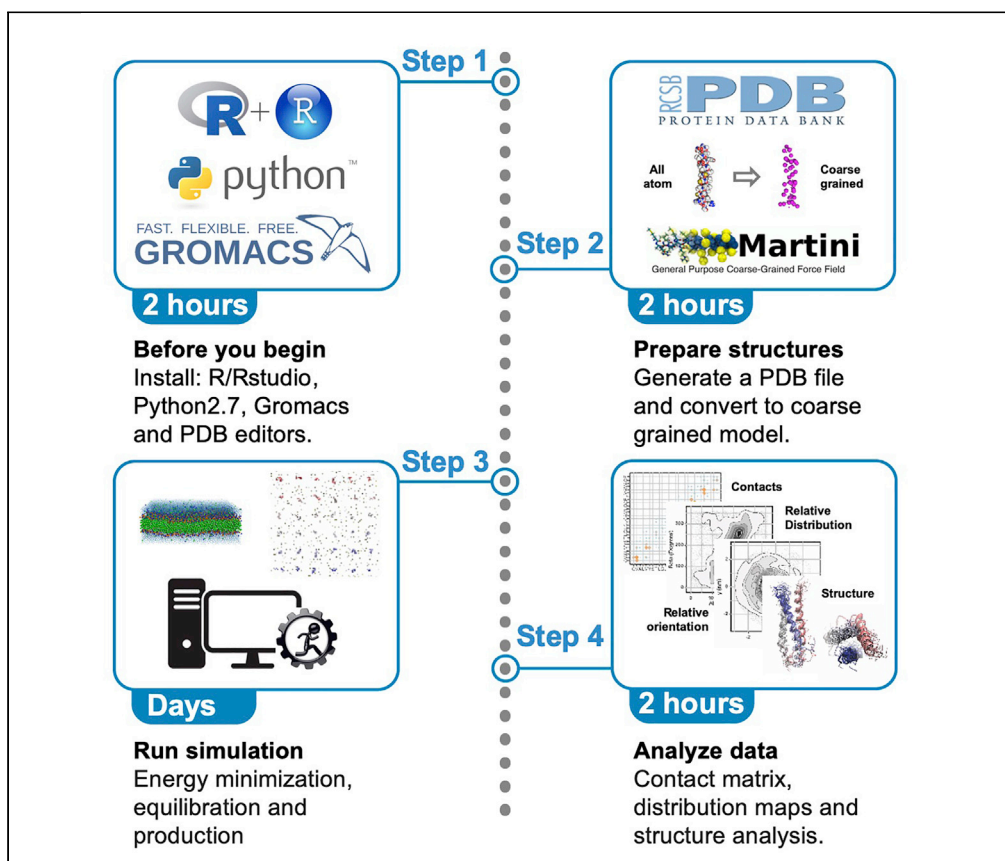 Step 1
R + R
python™
FAST. FLEXIBLE. FREE.
GROMACS
2 hours
Before you begin
Install: R/Rstudio,
Python2.7, Gromacs
and PDB editors.
Step 2
RCSB
PDB
PROTEIN DATA BANK
All
atom
Coarse
grained
Martini
General Purpose Coarse-Grained Force Field
2 hours
Prepare structures
Generate a PDB file
and convert to coarse
grained model.
Step 3
Days
Run simulation
Energy minimization,
equilibration and
production
Step 4
Contacts
Relative
Distribution
Relative
orientation
Structure
2 hours
Analyze data
Contact matrix,
distribution maps and
structure analysis.